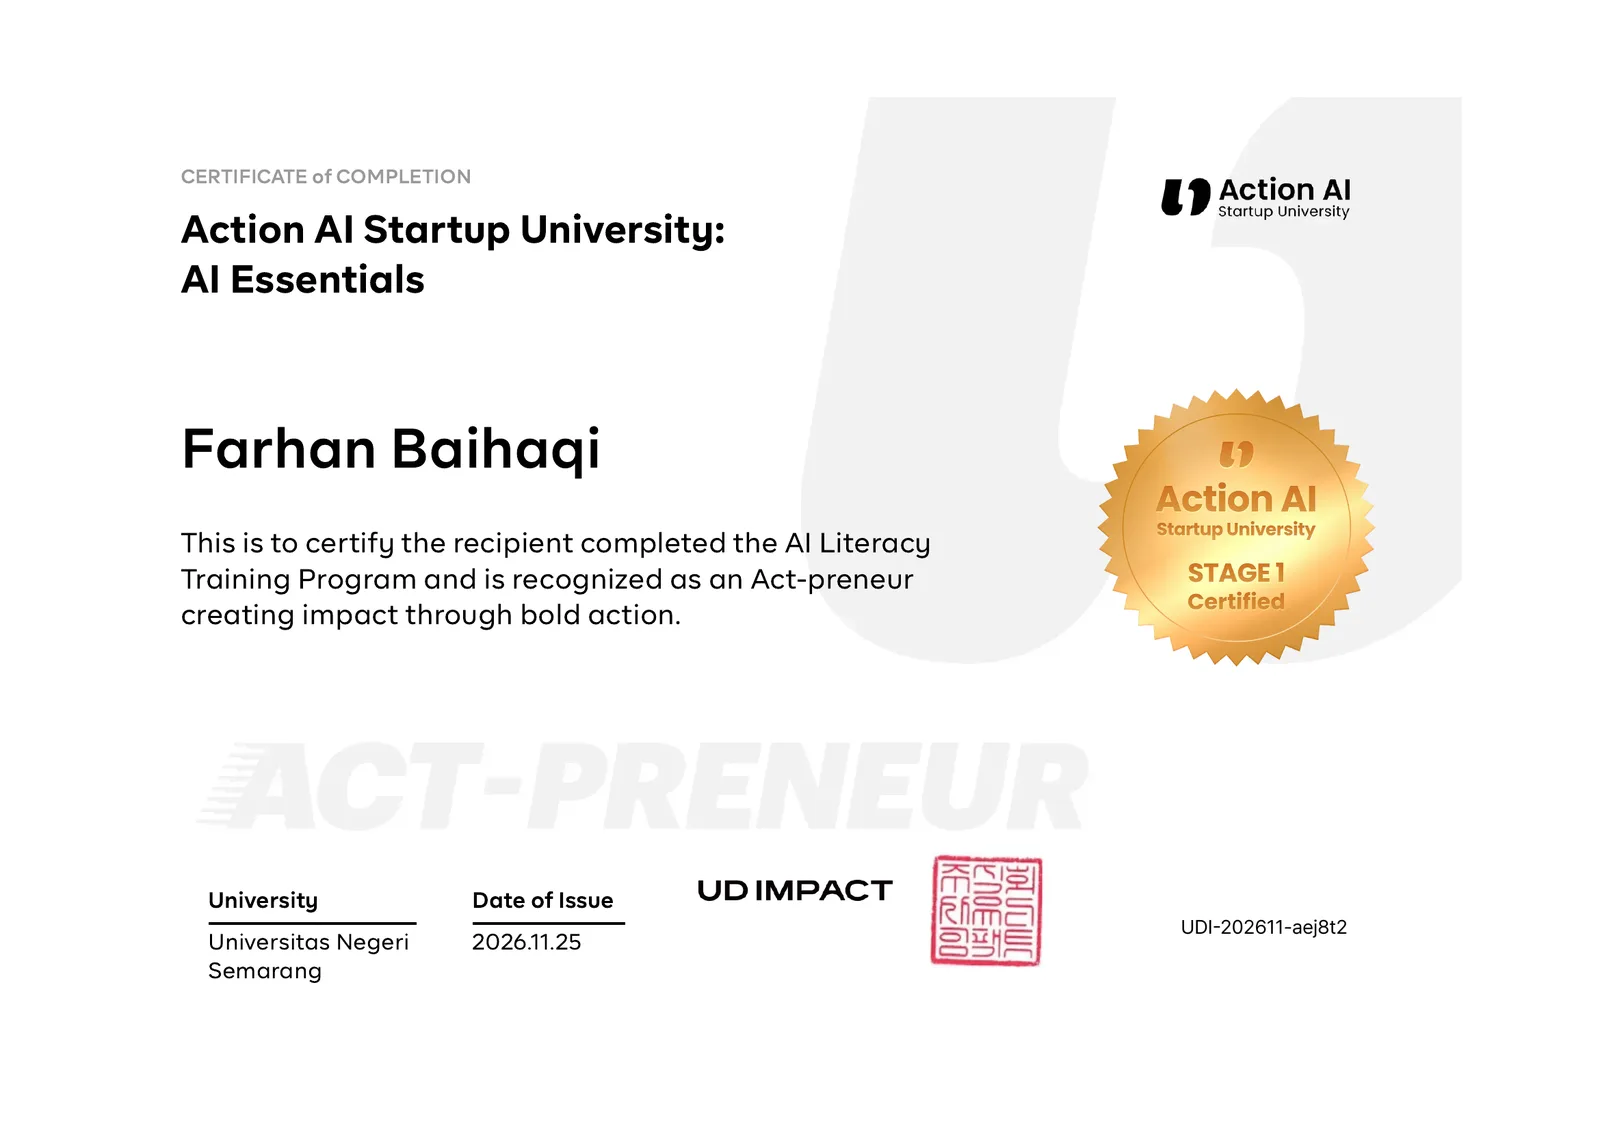 CERTIFICATE of COMPLETION
Action AI Startup University:
AI Essentials
Action AI
Startup University
Farhan Baihaqi
This is to certify the recipient completed the AI Literacy
Training Program and is recognized as an Act-preneur
creating impact through bold action.
Action AI
Startup University
STAGE 1
Certified
ACT-PRENEUR
University
Universitas Negeri
Semarang
Date of Issue
2026.11.25
UD IMPACT
UDI-202611-aej8t2